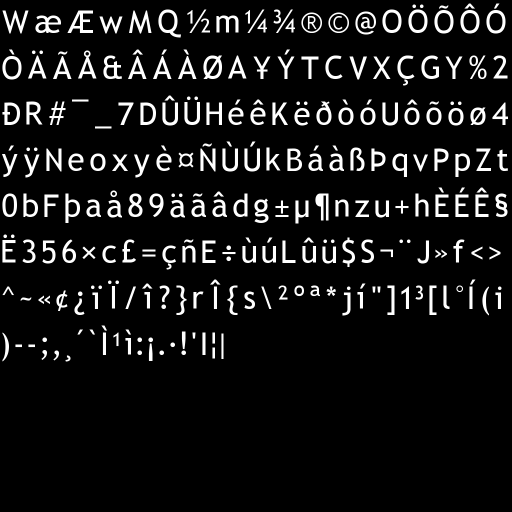 W æ Æ w M Q ½ m ¼ ¾ ® © @ O Ö Õ Ô Ó
Ò Ä Ã Å & Â Á À Ø A ¥ Ý T C V X Ç G Y % 2
Ð R # ¯ _ 7 D Û Ü H é ê K ë ð ò ó U ô õ ö ø 4
ý ÿ N e o x y è ¤ Ñ Ù Ú k B á à ß Þ q v P p Z t
0 b F þ a å 8 9 ä ã â d g ± µ ¶ n z u + h È É Ê §
Ë 3 5 6 × c £ = ç ñ E ÷ ù ú L û ü $ S ¬ ¨ J » f < >
^ ~ « ¢ ¿ ï Ï / î ? } r Î { s \ ² º ª * j í " ] 1 ³ [ l ° Í ( i
) - - ; , ¸ ´ ` Ì ¹ ì : ¡ . · ! ' I ¦ |